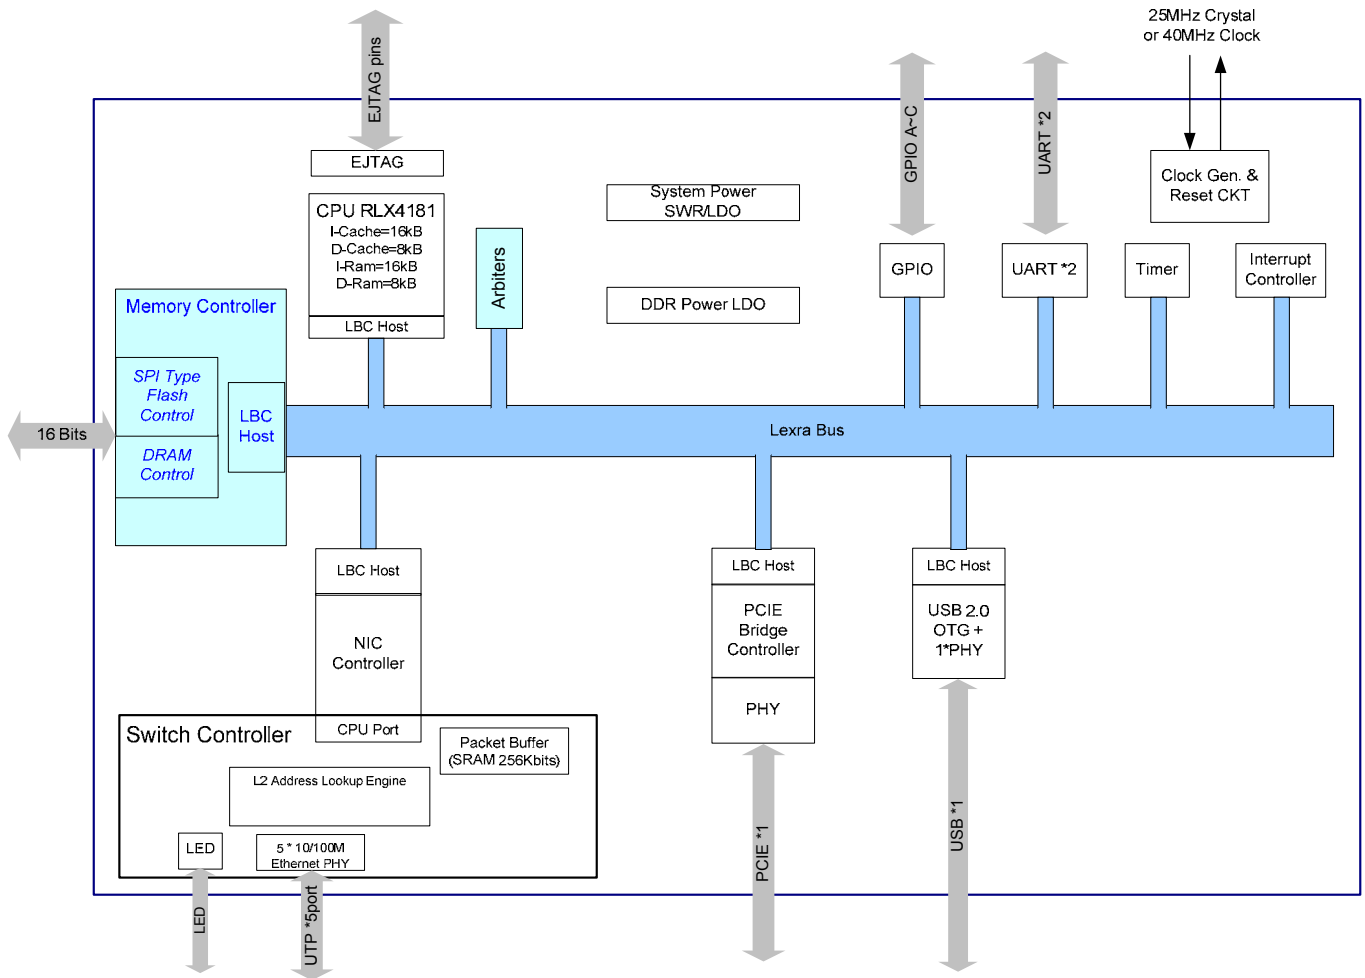 25MHz Crystal
or 40MHz Clock
EJTAG pins
GPIO A~C
UART *2
EJTAG
Clock Gen. &
Reset CKT
System Power
SWR/LDO
CPU RLX4181
I-Cache=16kB
D-Cache=8kB
I-Ram=16kB
D-Ram=8kB
LBC Host
Arbiters
DDR Power LDO
GPIO
UART *2
Timer
Interrupt
Controller
Memory Controller
SPI Type
Flash
Control
DRAM
Control
LBC
Host
16 Bits
Lexra Bus
LBC Host
NIC
Controller
CPU Port
LBC Host
PCIE
Bridge
Controller
PHY
LBC Host
USB 2.0
OTG +
1*PHY
Switch Controller
Packet Buffer
(SRAM 256Kbits)
L2 Address Lookup Engine
LED
5 * 10/100M
Ethernet PHY
LED
UTP *5port
PCIE *1
USB *1